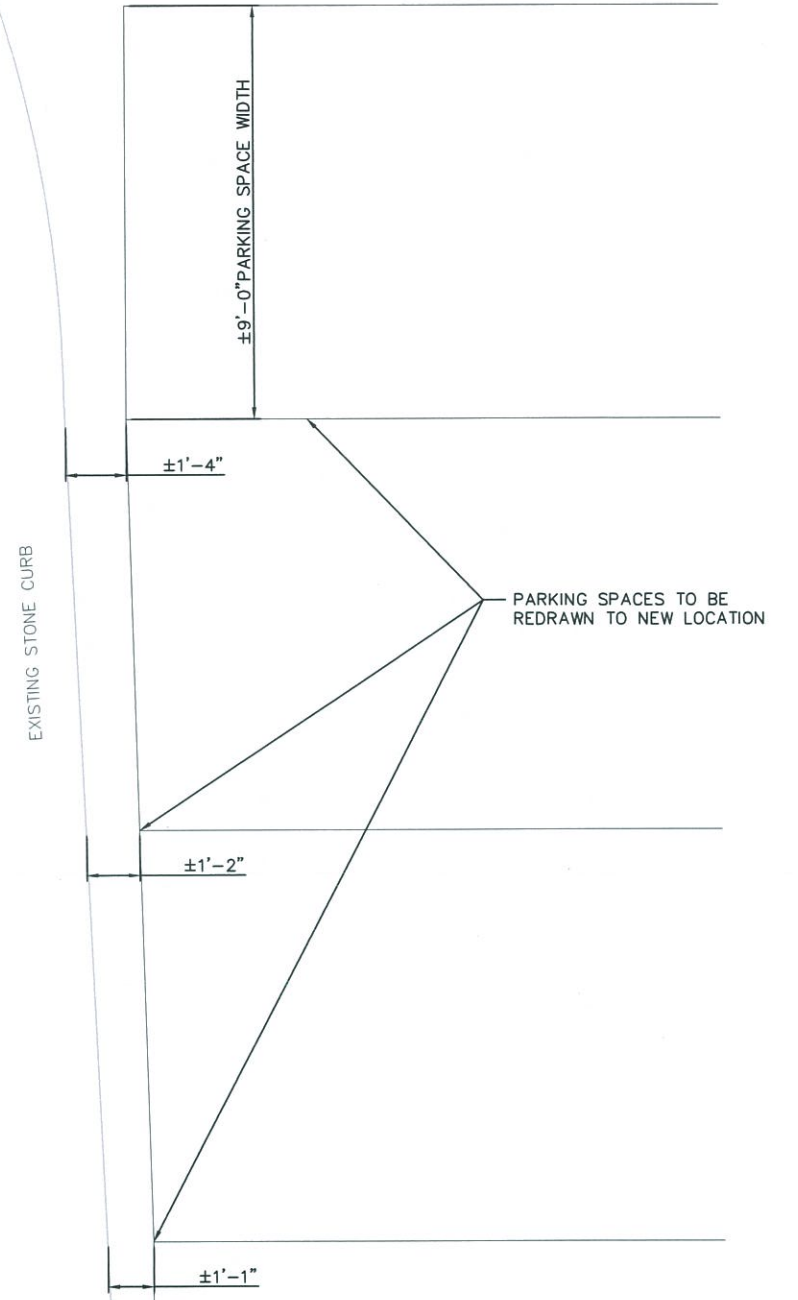 ±9'-0"PARKING SPACE WIDTH
±1'-4"
EXISTING STONE CURB
PARKING SPACES TO BE
REDRAWN TO NEW LOCATION
±1'-2"
±1'-1"